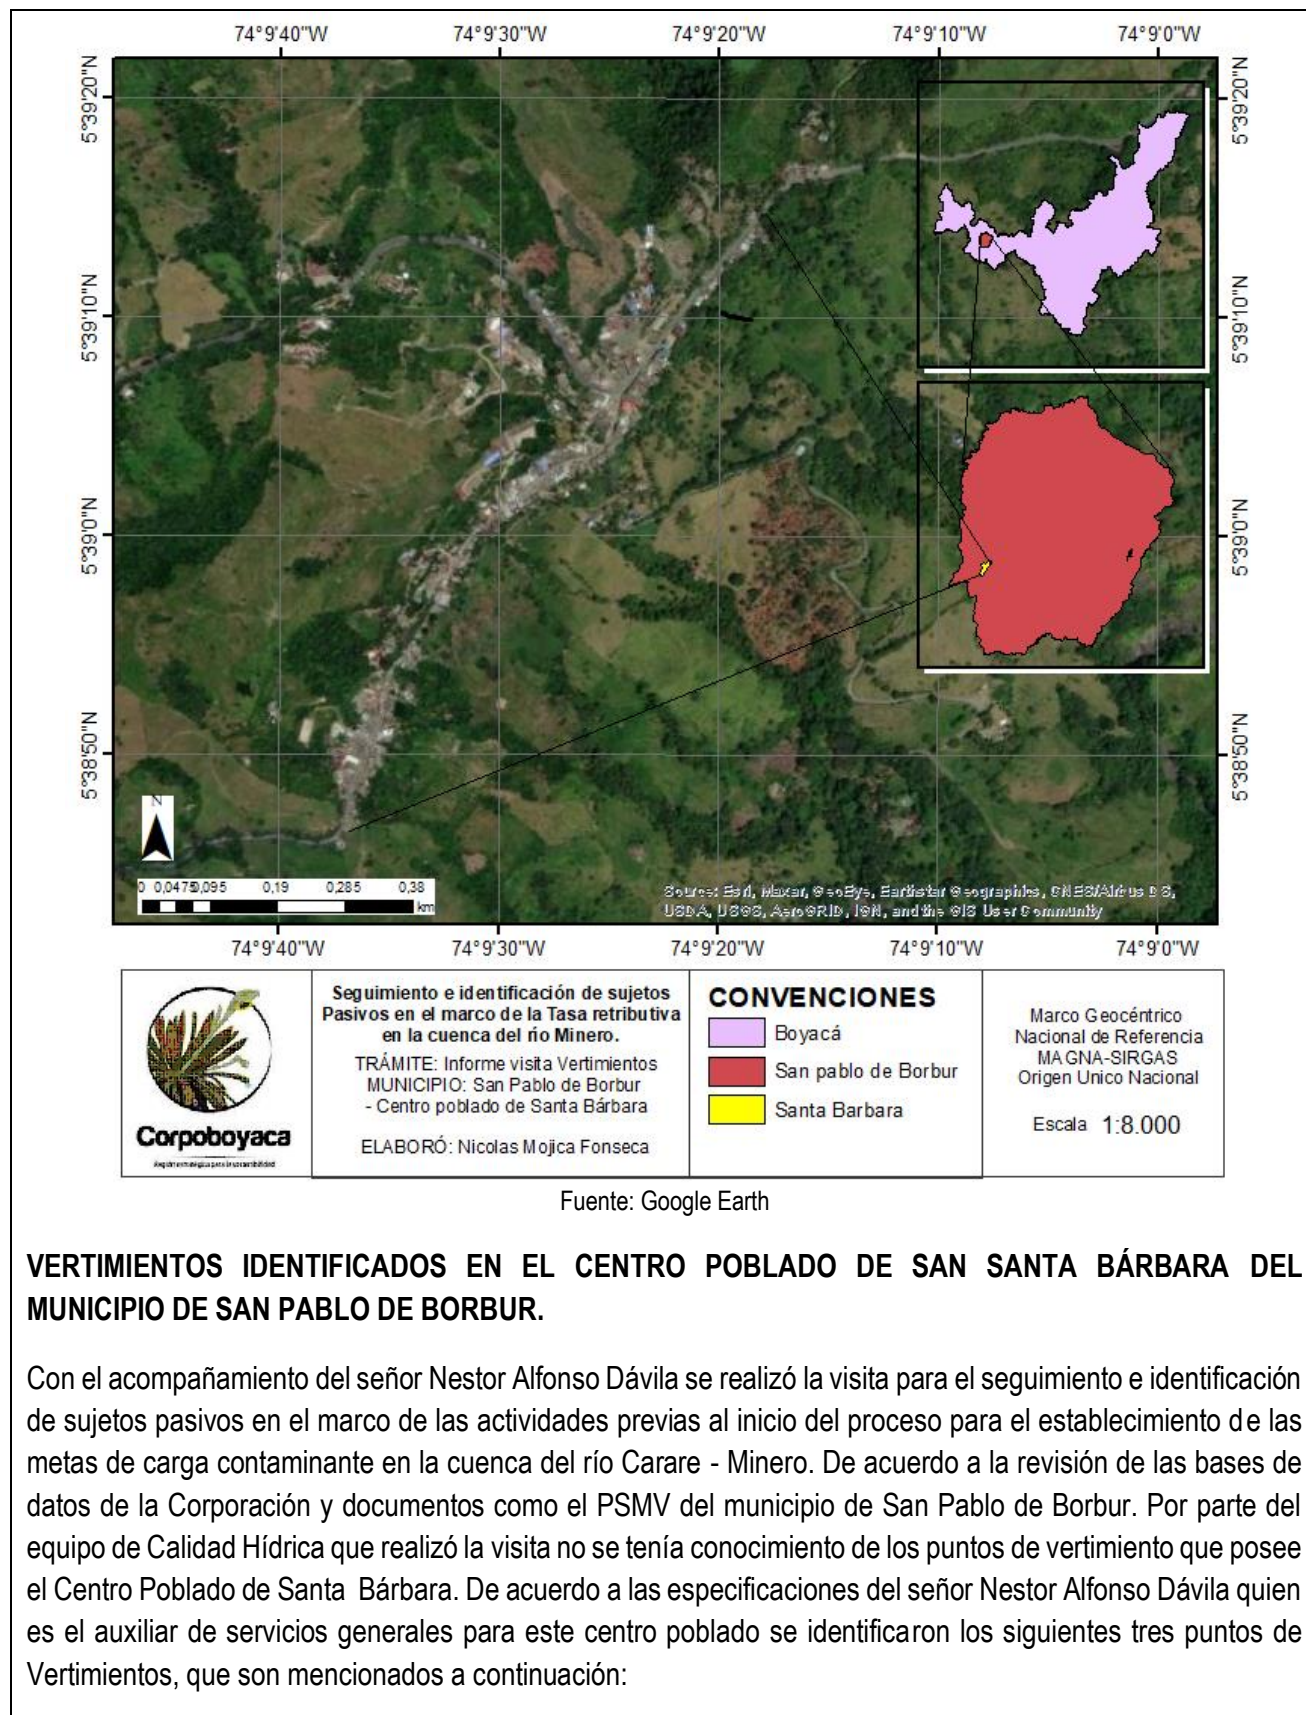 74°9'40"W 74°9'30"W 74°9'20"W 74°9'10"W 74°9'0"W
5°39'20"N 5°39'20"N
5°39'10"N 5°39'10"N
5°39'0"N 5°39'0"N
5°38'50"N 5°38'50"N
N
0 0,0475 0,095 0,19 0,285 0,38
km
Source: Esri, Maxar, GeoEye, Earthstar Geographics, CNES/Airbus DS,
USDA, USGS, AeroGRID, IGN, and the GIS User Community
74°9'40"W 74°9'30"W 74°9'20"W 74°9'10"W 74°9'0"W
Corpoboyaca
Seguimiento e identificación de sujetos
Pasivos en el marco de la Tasa retributiva
en la cuenca del río Minero.
TRÁMITE: Informe visita Vertimientos
MUNICIPIO: San Pablo de Borbur
- Centro poblado de Santa Bárbara
ELABORÓ: Nicolas Mojica Fonseca
CONVENCIONES
Boyacá
San pablo de Borbur
Santa Barbara
Marco Geocéntrico
Nacional de Referencia
MAGNA-SIRGAS
Origen Unico Nacional
Escala 1:8.000
Fuente: Google Earth
VERTIMIENTOS IDENTIFICADOS EN EL CENTRO POBLADO DE SAN SANTA BÁRBARA DEL
MUNICIPIO DE SAN PABLO DE BORBUR.
Con el acompañamiento del señor Nestor Alfonso Dávila se realizó la visita para el seguimiento e identificación
de sujetos pasivos en el marco de las actividades previas al inicio del proceso para el establecimiento de las
metas de carga contaminante en la cuenca del río Carare - Minero. De acuerdo a la revisión de las bases de
datos de la Corporación y documentos como el PSMV del municipio de San Pablo de Borbur. Por parte del
equipo de Calidad Hídrica que realizó la visita no se tenía conocimiento de los puntos de vertimiento que posee
el Centro Poblado de Santa Bárbara. De acuerdo a las especificaciones del señor Nestor Alfonso Dávila quien
es el auxiliar de servicios generales para este centro poblado se identificaron los siguientes tres puntos de
Vertimientos, que son mencionados a continuación: